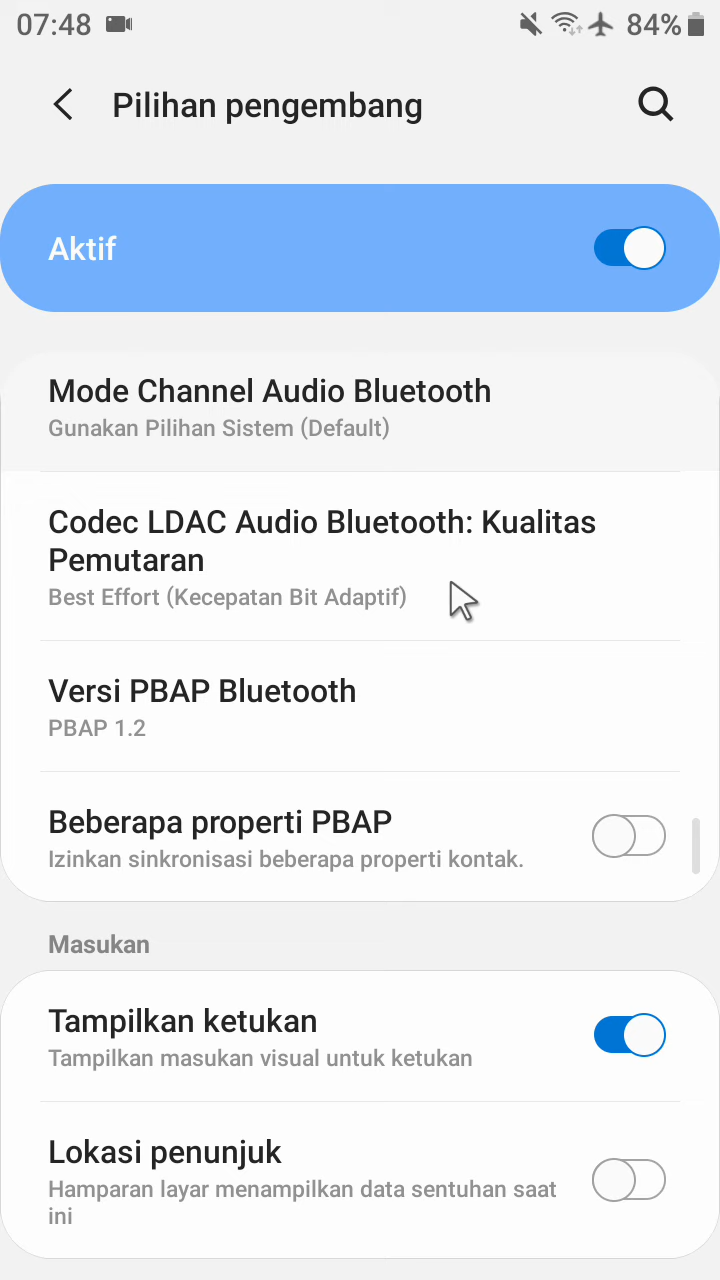 07:48
84%
Pilihan pengembang
Aktif
Mode Channel Audio Bluetooth
Gunakan Pilihan Sistem (Default)
Codec LDAC Audio Bluetooth: Kualitas
Pemutaran
Best Effort (Kecepatan Bit Adaptif)
Versi PBAP Bluetooth
PBAP 1.2
Beberapa properti PBAP
Izinkan sinkronisasi beberapa properti kontak.
Masukan
Tampilkan ketukan
Tampilkan masukan visual untuk ketukan
Lokasi penunjuk
Hamparan layar menampilkan data sentuhan saat
ini